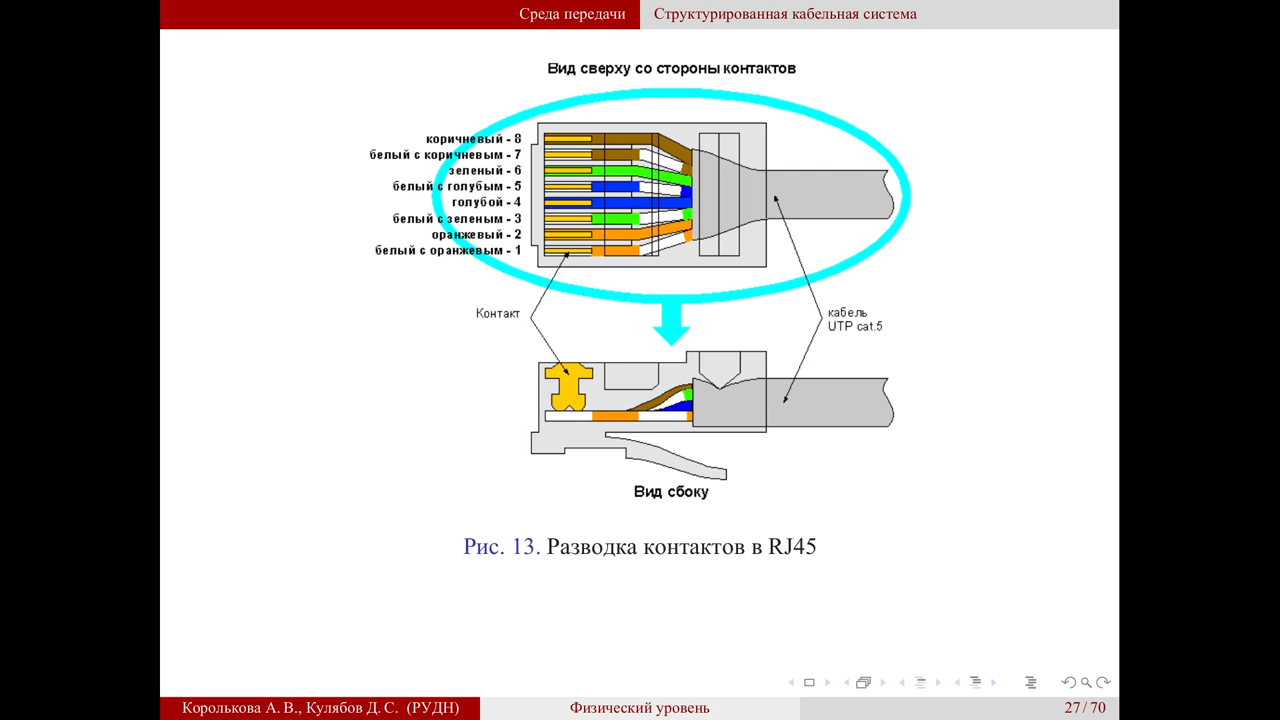 Среда передачи
Структурированная кабельная система
Вид сверху со стороны контактов
коричневый - 8
белый с коричневым - 7
зеленый - 6
белый с голубым - 5
голубой - 4
белый с зеленым - 3
оранжевый - 2
белый с оранжевым - 1
Контакт
кабель
UTP cat.5
Вид сбоку
Рис. 13. Разводка контактов в RJ45
Королькова А. В., Кулябов Д. С. (РУДН)
Физический уровень
27 / 70